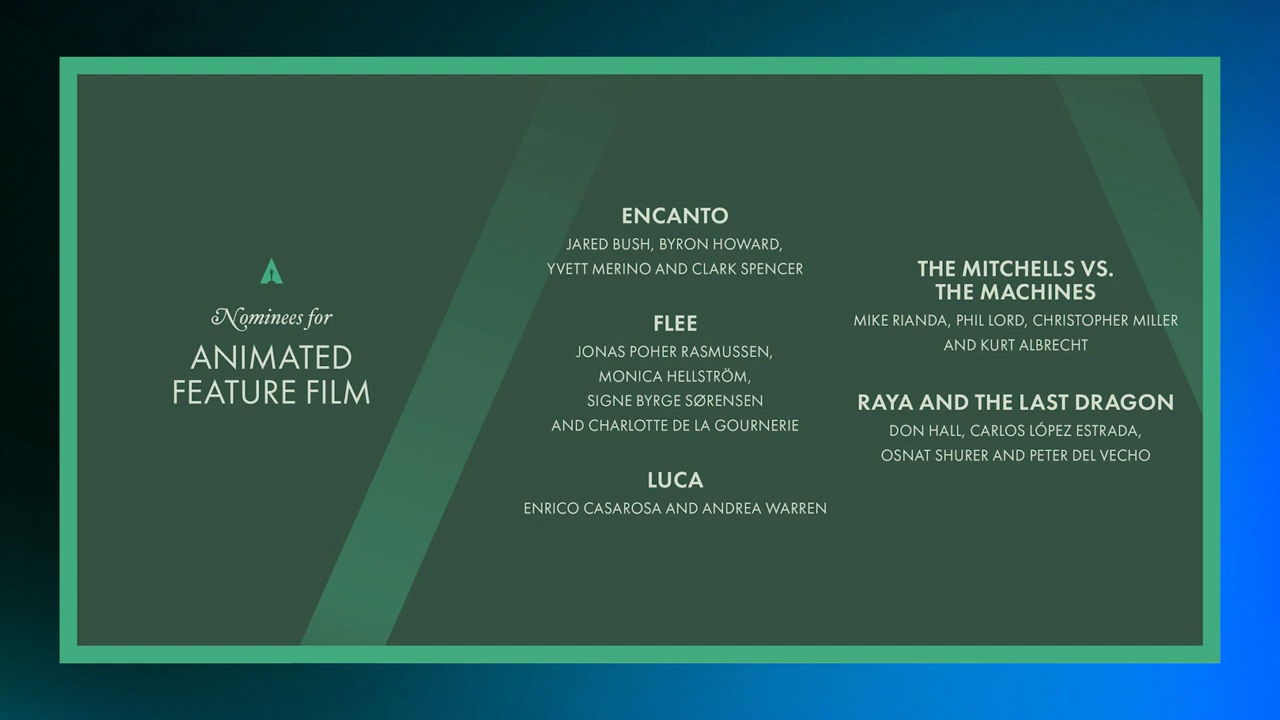 Nominees for
ANIMATED
FEATURE FILM
ENCANTO
JARED BUSH, BYRON HOWARD,
YVETT MERINO AND CLARK SPENCER
FLEE
JONAS POHER RASMUSSEN,
MONICA HELLSTRÖM,
SIGNE BYRGE SØRENSEN
AND CHARLOTTE DE LA GOURNERIE
LUCA
ENRICO CASAROSA AND ANDREA WARREN
THE MITCHELLS VS.
THE MACHINES
MIKE RIANDA, PHIL LORD, CHRISTOPHER MILLER
AND KURT ALBRECHT
RAYA AND THE LAST DRAGON
DON HALL, CARLOS LÓPEZ ESTRADA,
OSNAT SHURER AND PETER DEL VECHO